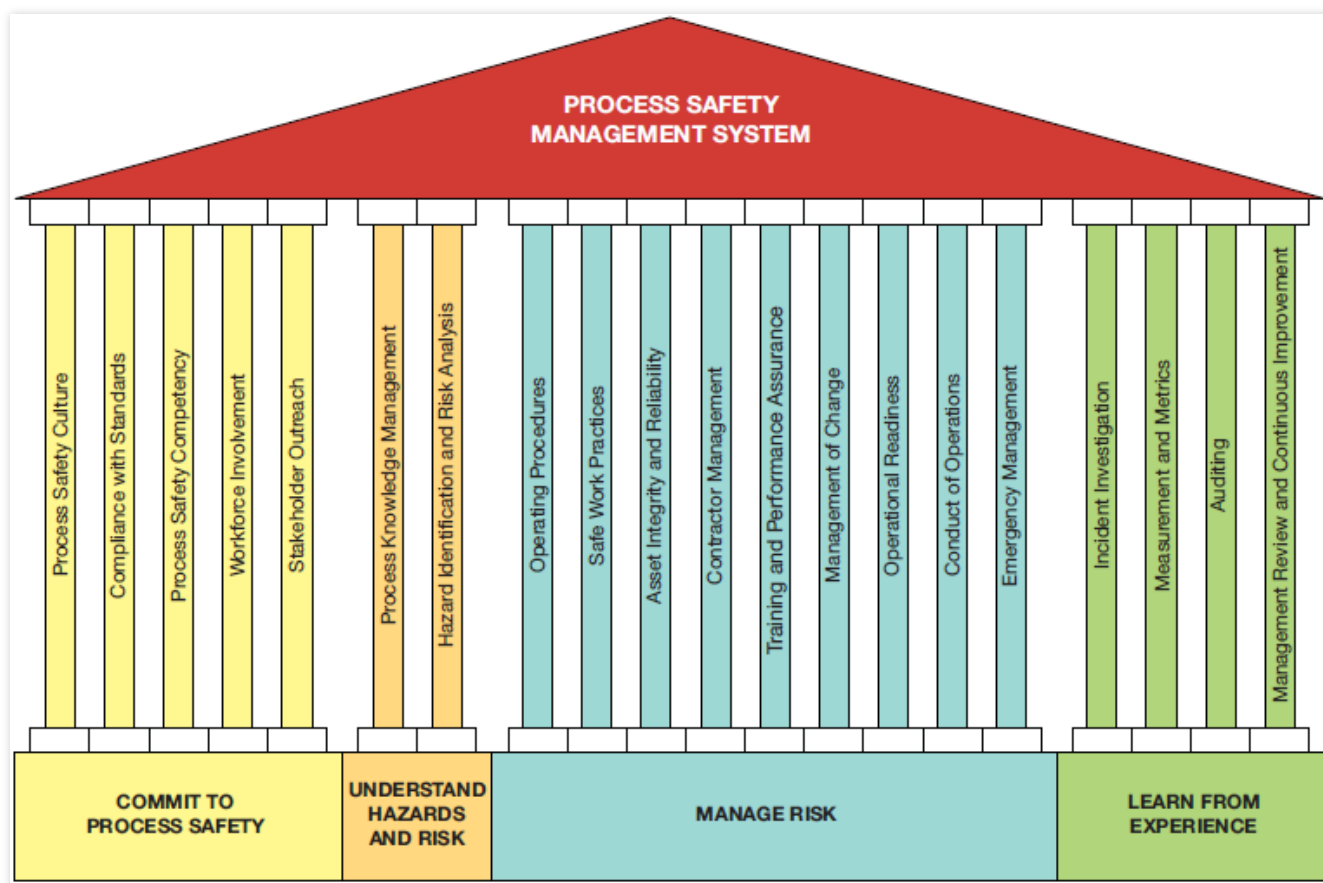 PROCESS SAFETY
MANAGEMENT SYSTEM
Process Safety Culture
Compliance with Standards
Process Safety Competency
Workforce Involvement
Stakeholder Outreach
Process Knowledge Management
Hazard Identification and Risk Analysis
Operating Procedures
Safe Work Practices
Asset Integrity and Reliability
Contractor Management
Training and Performance Assurance
Management of Change
Operational Readiness
Conduct of Operations
Emergency Management
Incident Investigation
Measurement and Metrics
Auditing
Management Review and Continuous Improvement
COMMIT TO
PROCESS SAFETY
UNDERSTAND
HAZARDS
AND RISK
MANAGE RISK
LEARN FROM
EXPERIENCE